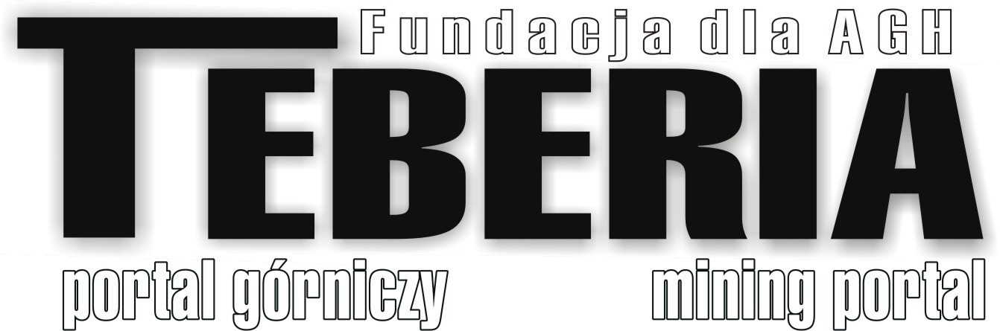 Fundacja dla AGH
TEBERIA
portal górniczy
mining portal